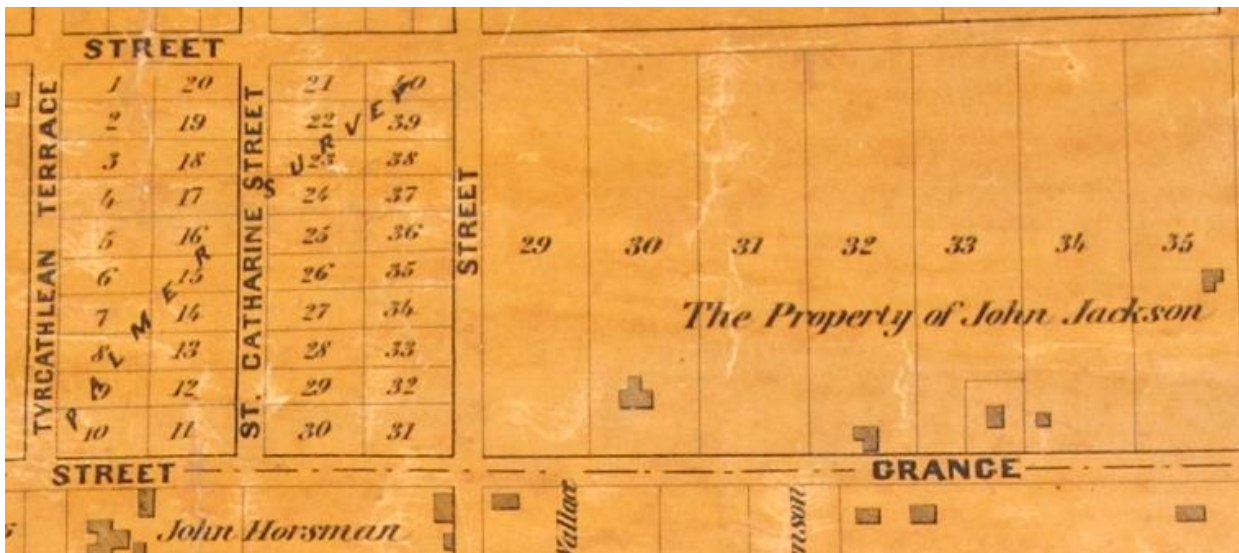 STREET
TYRCATHLEAN TERRACE
1 20
2 19
3 18
4 17
5 16
6 15
7 14
8 13
9 12
10 11
PALMER SURVEY
ST. CATHARINE STREET
21 40
22 39
23 38
24 37
25 36
26 35
27 34
28 33
29 32
30 31
STREET
29 30 31 32 33 34 35
The Property of John Jackson
STREET
GRANGE
John Horsman
Wallace